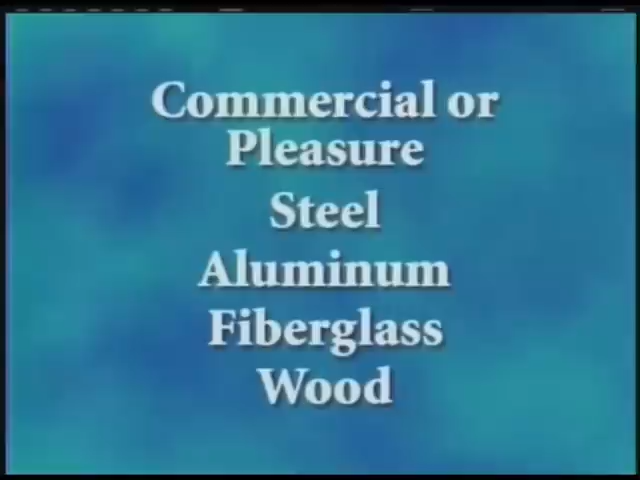 Commercial or
Pleasure
Steel
Aluminum
Fiberglass
Wood